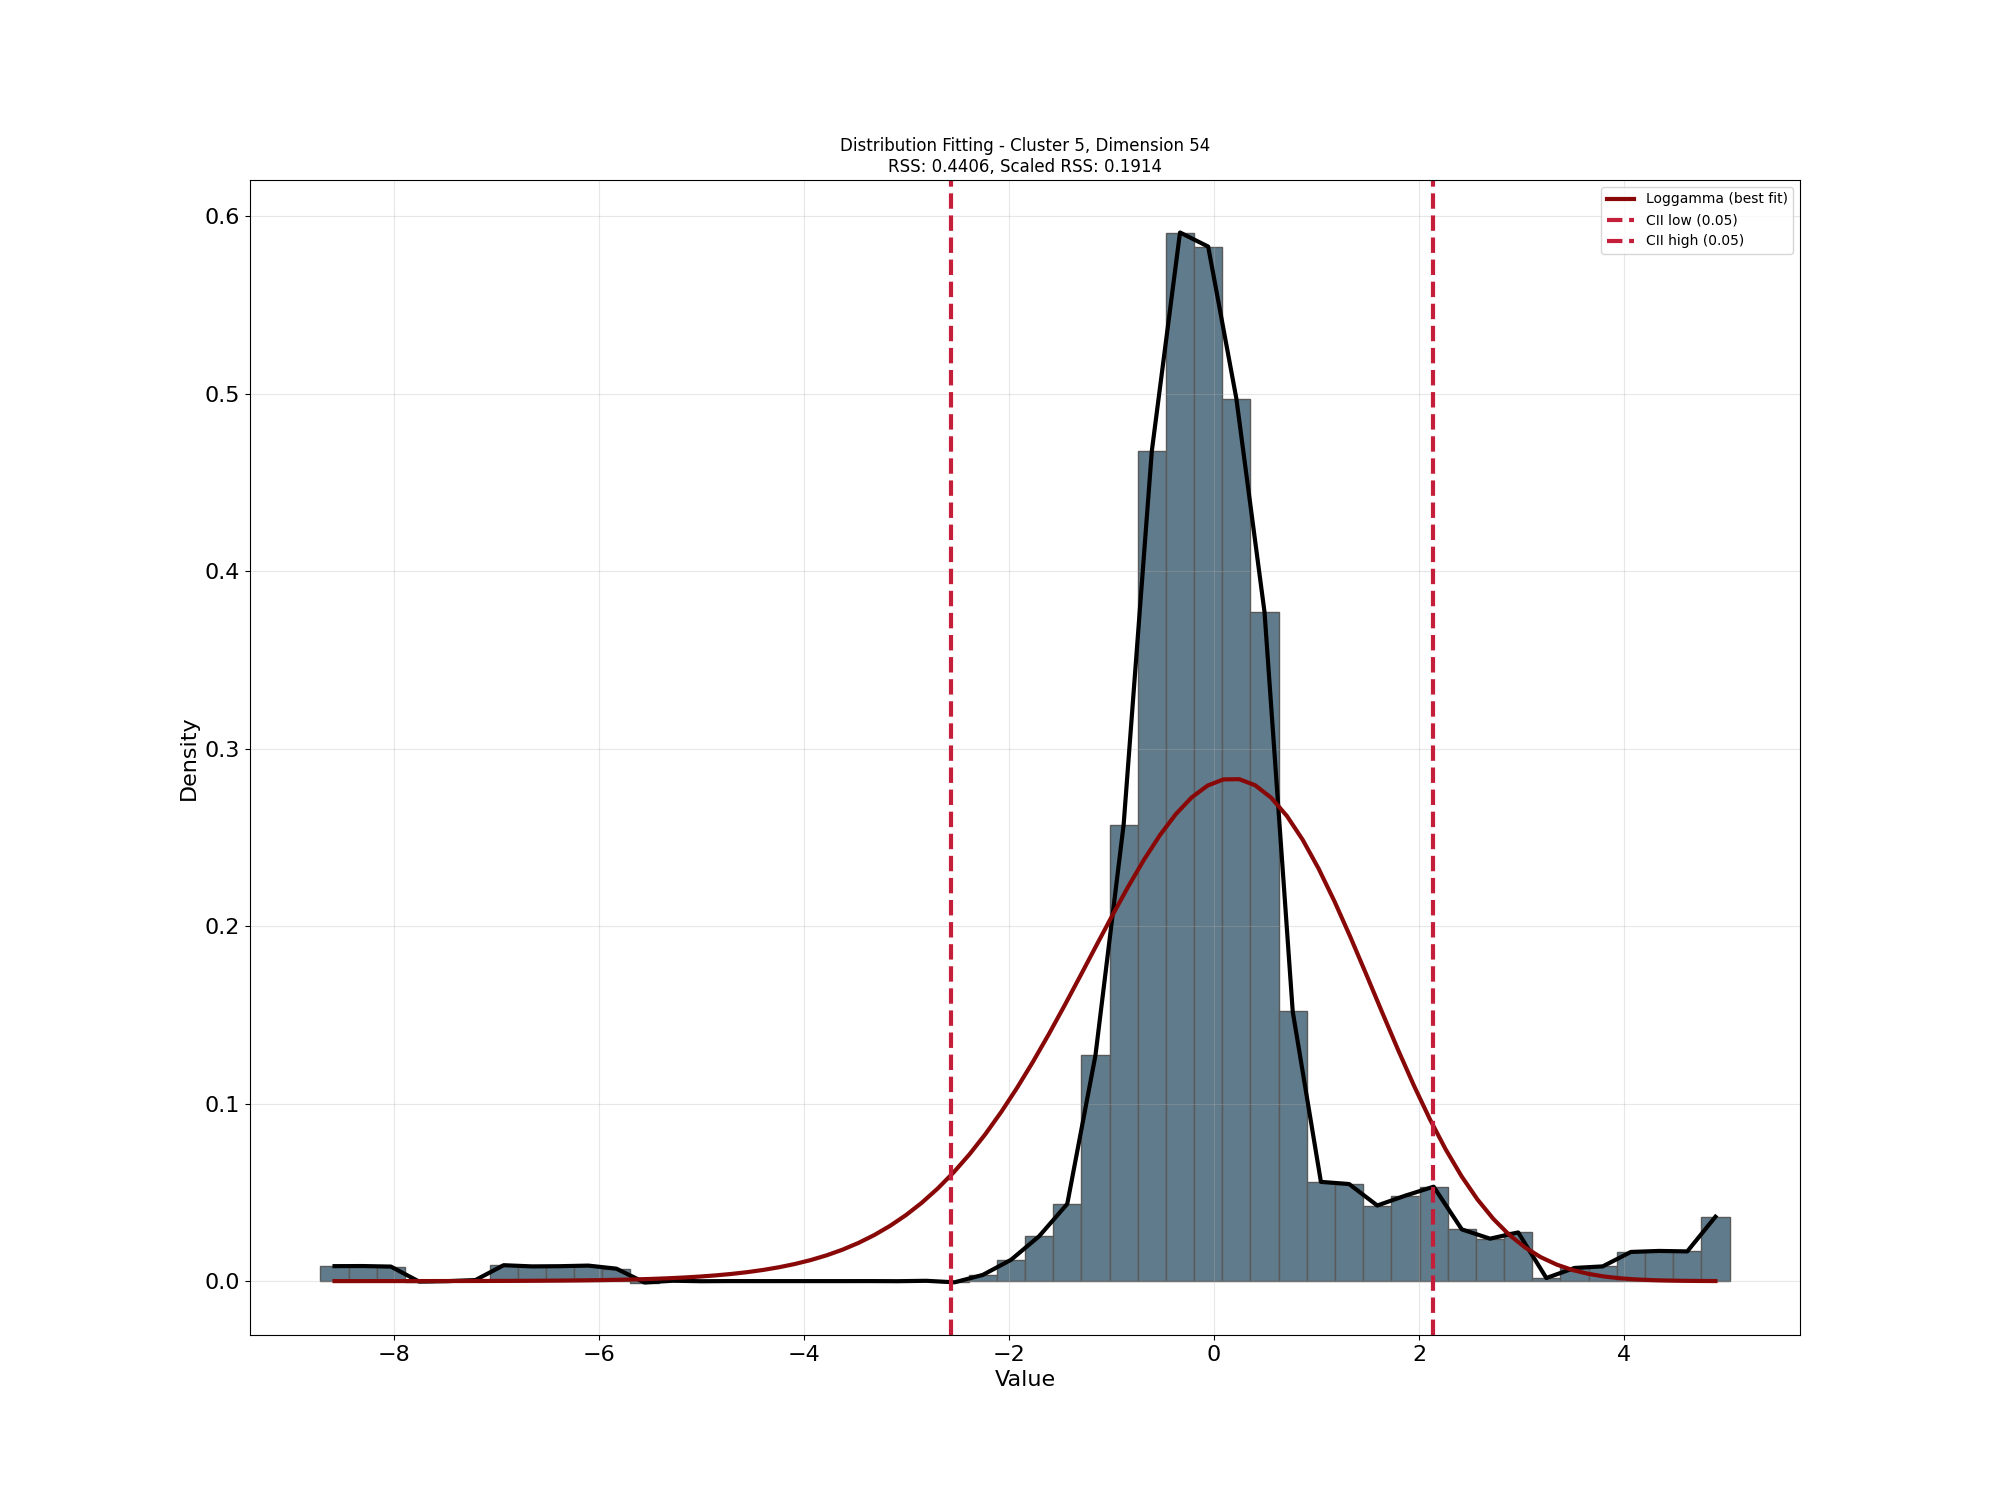 Distribution Fitting - Cluster 5, Dimension 54
RSS: 0.4406, Scaled RSS: 0.1914
Loggamma (best fit)
CII low (0.05)
CII high (0.05)
0.6
0.5
0.4
0.3
0.2
0.1
0.0
Density
−8 −6 −4 −2 0 2 4
Value